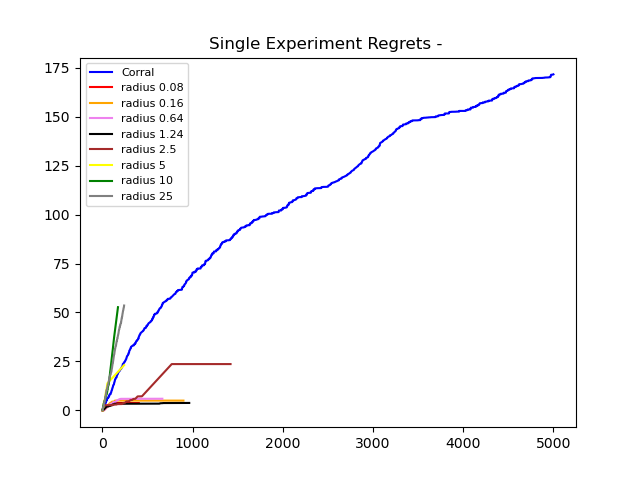 Single Experiment Regrets -
175
150
125
100
75
50
25
0
Corral
radius 0.08
radius 0.16
radius 0.64
radius 1.24
radius 2.5
radius 5
radius 10
radius 25
0 1000 2000 3000 4000 5000